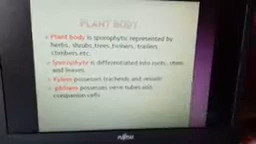 PLANT BODY
Plant body is sporophytic represented by
herbs, shrubs, trees, twiners, trailers,
climbers etc.
Sporophyte is differentiated into roots, stem
and leaves.
Xylem possesses tracheids and vessels
phloem possesses sieve tubes and
companion cells
FUJITSU